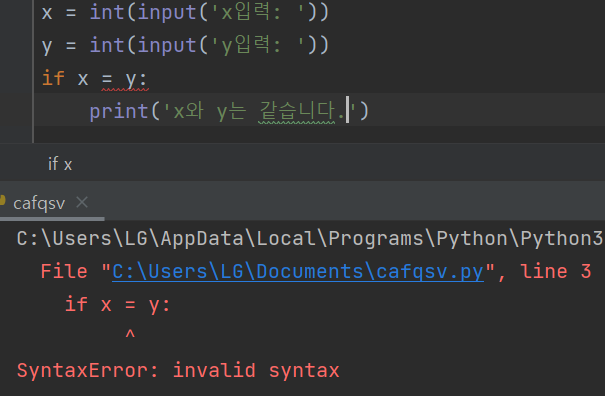 x = int(input('x입력: '))
y = int(input('y입력: '))
if x = y:
    print('x와 y는 같습니다.')
if x
cafqsv
C:\Users\LG\AppData\Local\Programs\Python\Python3
  File "C:\Users\LG\Documents\cafqsv.py", line 3
    if x = y:
         ^
SyntaxError: invalid syntax